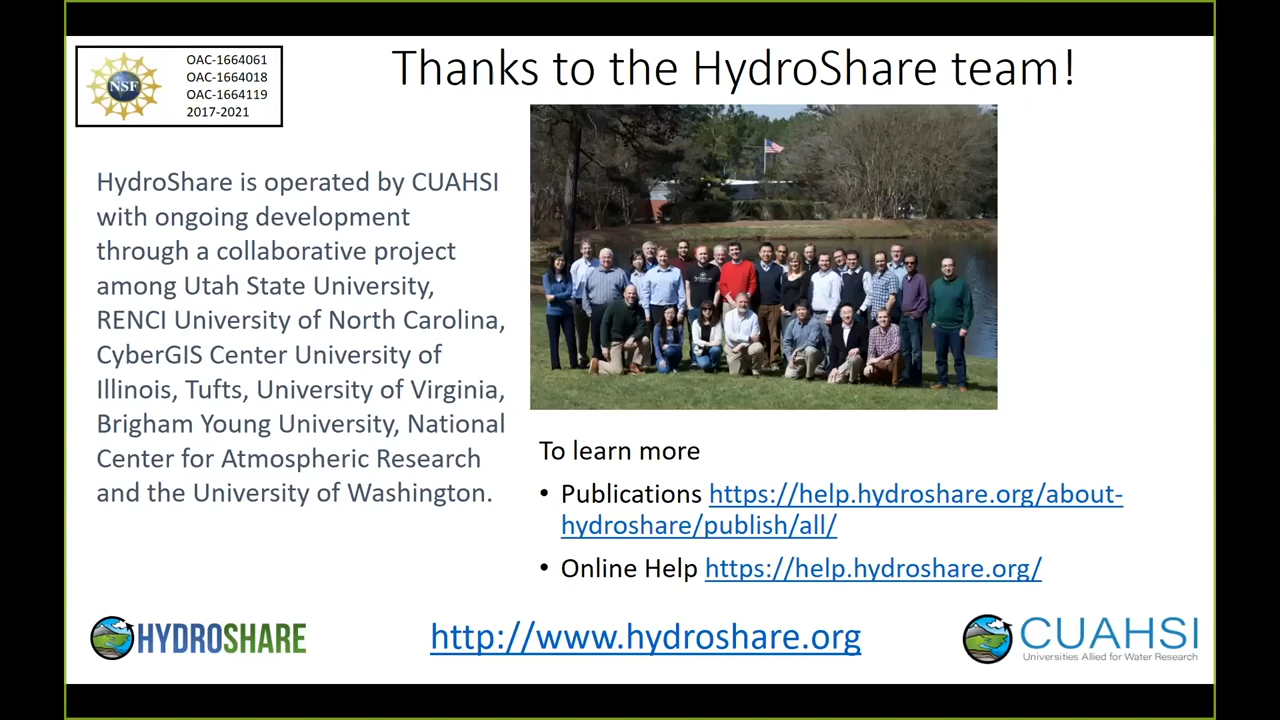 NSF
OAC-1664061
OAC-1664018
OAC-1664119
2017-2021
Thanks to the HydroShare team!
HydroShare is operated by CUAHSI
with ongoing development
through a collaborative project
among Utah State University,
RENCI University of North Carolina,
CyberGIS Center University of
Illinois, Tufts, University of Virginia,
Brigham Young University, National
Center for Atmospheric Research
and the University of Washington.
To learn more
• Publications https://help.hydroshare.org/about-
hydroshare/publish/all/
• Online Help https://help.hydroshare.org/
HYDROSHARE
http://www.hydroshare.org
CUAHSI
Universities Allied for Water Research